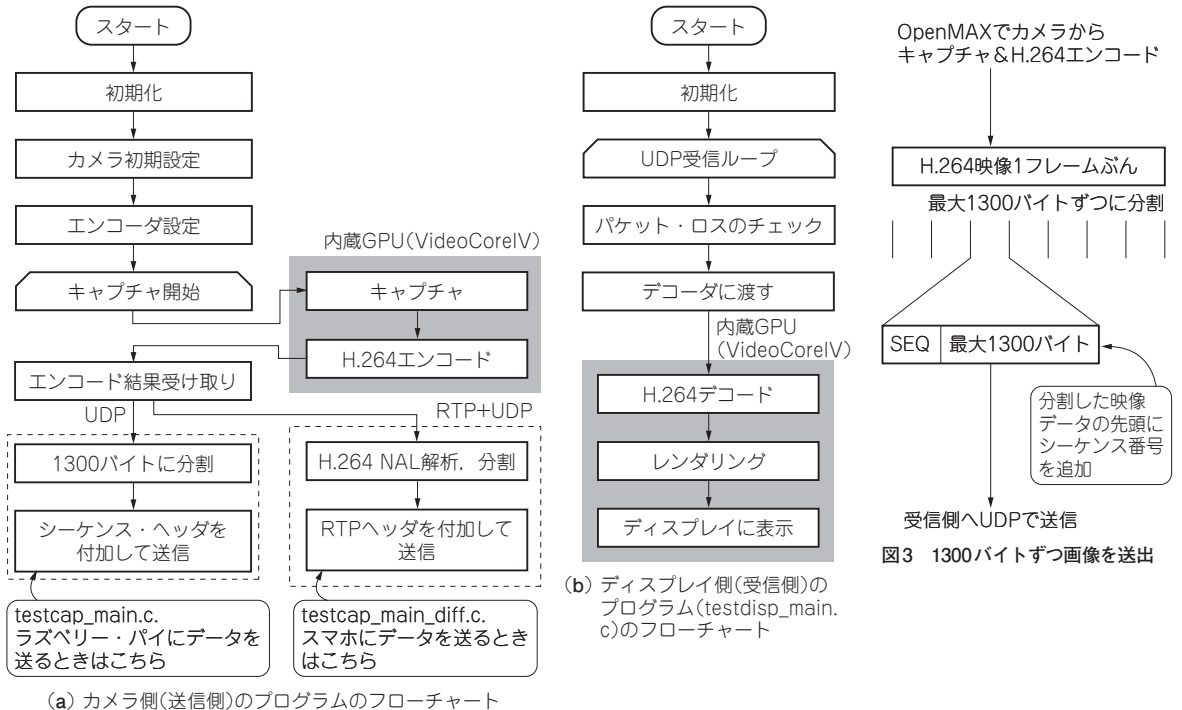 スタート
初期化
カメラ初期設定
エンコーダ設定
キャプチャ開始
内蔵GPU(VideoCoreIV)
キャプチャ
H.264エンコード
エンコード結果受け取り
UDP
RTP+UDP
1300バイトに分割
シーケンス・ヘッダを
付加して送信
H.264 NAL解析，分割
RTPヘッダを付加して
送信
testcap_main.c.
ラズベリー・パイにデータを
送るときはこちら
testcap_main_diff.c.
スマホにデータを送るとき
はこちら
(a) カメラ側(送信側)のプログラムのフローチャート
スタート
初期化
UDP受信ループ
パケット・ロスのチェック
デコーダに渡す
内蔵GPU
(VideoCoreIV)
H.264デコード
レンダリング
ディスプレイに表示
(b) ディスプレイ側(受信側)の
プログラム(testdisp_main.
c)のフローチャート
OpenMAXでカメラから
キャプチャ&H.264エンコード
H.264映像1フレームぶん
最大1300バイトずつに分割
SEQ 最大1300バイト
分割した映像
データの先頭に
シーケンス番号
を追加
受信側へUDPで送信
図3 1300バイトずつ画像を送出